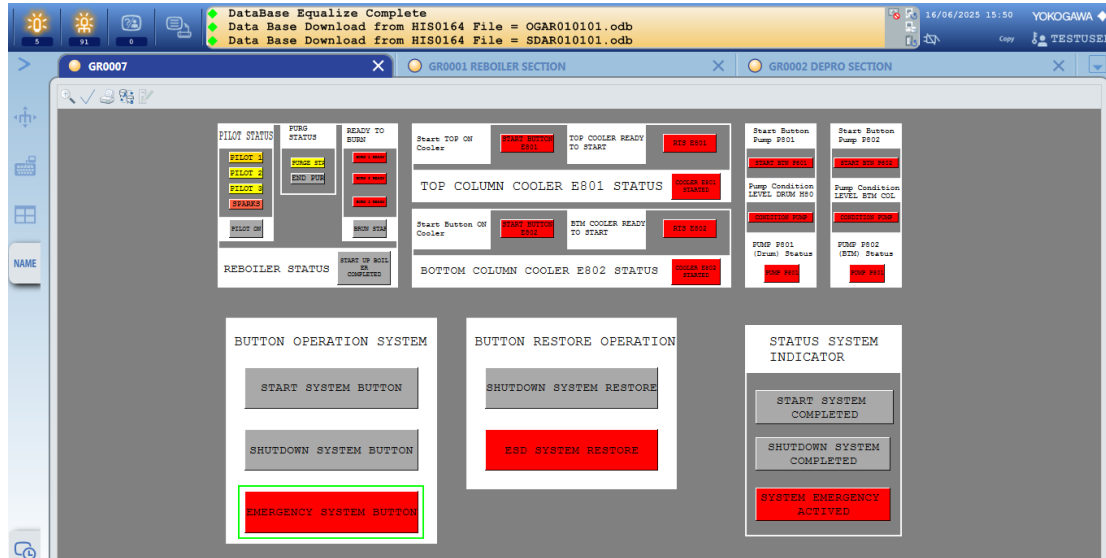 DataBase Equalize Complete
Data Base Download from HIS0164 File = OGAR010101.odb
Data Base Download from HIS0164 File = SDAR010101.odb
5
91
0
16/06/2025 15:50
YOKOGAWA
Copy
TESTUSER
GR0007
GR0001 REBOILER SECTION
GR0002 DEPRO SECTION
NAME
PILOT STATUS
PURG
STATUS
READY TO
BURN
PILOT 1
PILOT 2
PILOT 3
SPARKS
PURGE STA
END PUR
PILOT ON
BRUN STAR
REBOILER STATUS
START UP BOIL
ER
COMPLETED
Start TOP ON
Cooler
START BUTTON
E801
TOP COOLER READY
TO START
RTS E801
TOP COLUMN COOLER E801 STATUS
COOLER E801
STARTED
Start Button ON
Cooler
START BUTTON
E802
BTM COOLER READY
TO START
RTS E802
BOTTOM COLUMN COOLER E802 STATUS
COOLER E802
STARTED
Start Button
Pump P801
START BTN P801
Pump Condition
LEVEL DRUM H80
CONDITION PUMP
PUMP P801
(Drum) Status
PUMP P801
Start Button
Pump P802
START BTN P802
Pump Condition
LEVEL BTM COL
CONDITION PUMP
PUMP P802
(BTM) Status
BUTTON OPERATION SYSTEM
START SYSTEM BUTTON
SHUTDOWN SYSTEM BUTTON
EMERGENCY SYSTEM BUTTON
BUTTON RESTORE OPERATION
SHUTDOWN SYSTEM RESTORE
ESD SYSTEM RESTORE
STATUS SYSTEM
INDICATOR
START SYSTEM
COMPLETED
SHUTDOWN SYSTEM
COMPLETED
SYSTEM EMERGENCY
ACTIVED